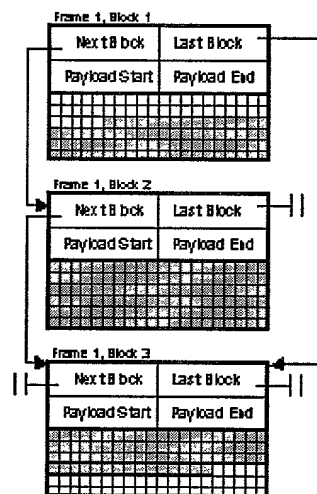 Frame 1, Block 1
Next Block Last Block
Payload Start Payload End
Frame 1, Block 2
Next Block Last Block
Payload Start Payload End
Frame 1, Block 3
Next Block Last Block
Payload Start Payload End